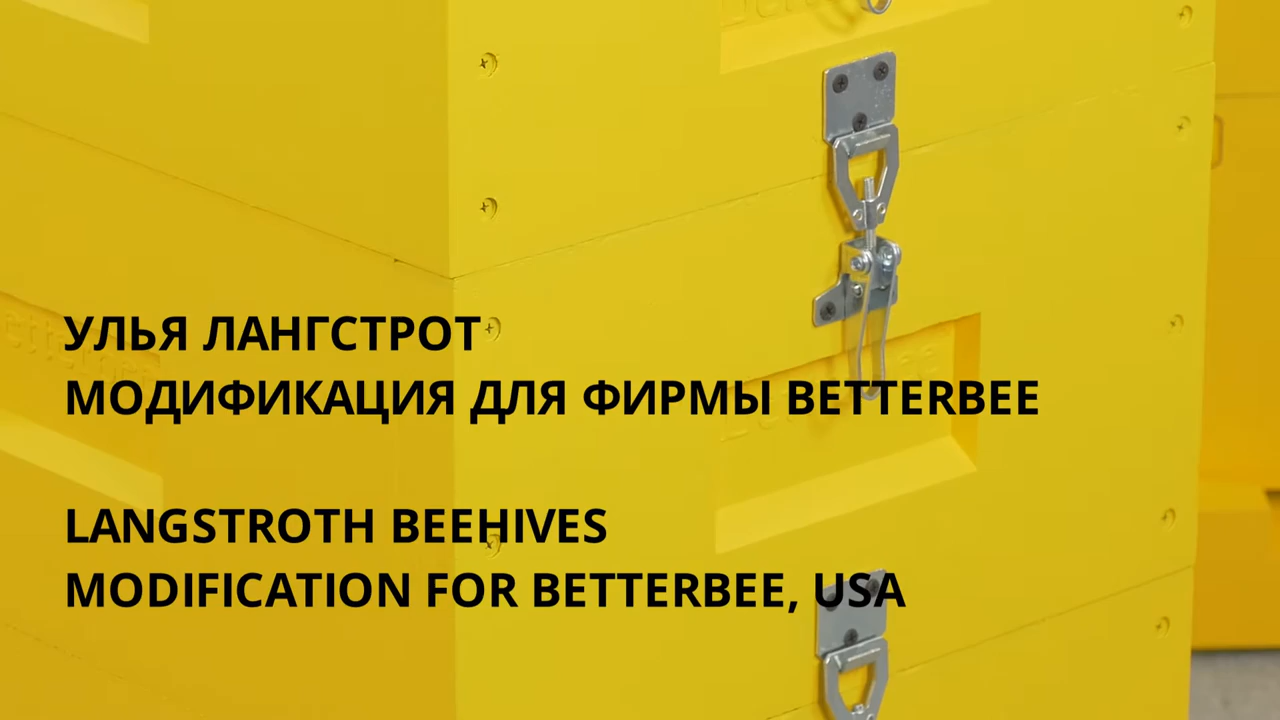 УЛЬЯ ЛАНГСТРОТ
МОДИФИКАЦИЯ ДЛЯ ФИРМЫ BETTERBEE
LANGSTROTH BEEHIVES
MODIFICATION FOR BETTERBEE, USA